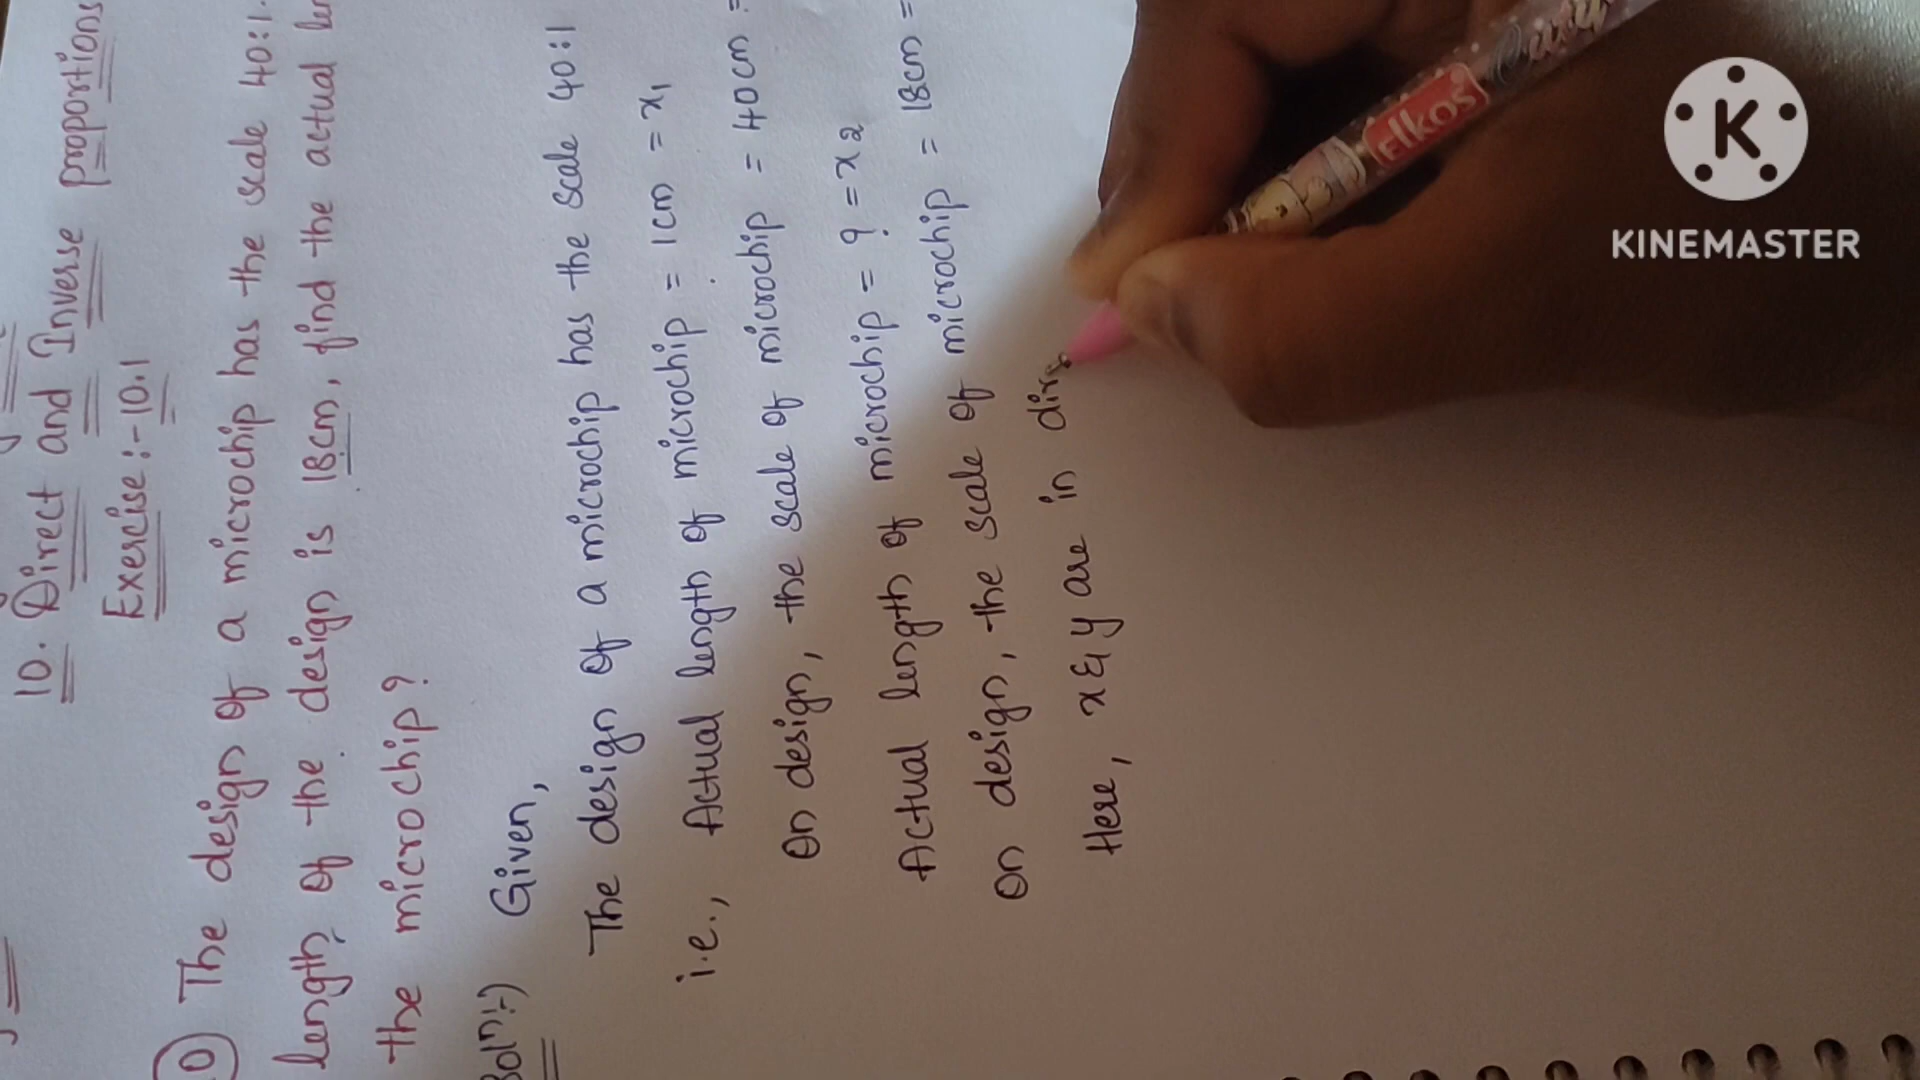 10. Direct and Inverse proportions
Exercise:-10.1
The design of a microchip has the scale 40:1.
length of the design is 18cm, find the actual
the microchip?
Soln:-) Given,
The design of a microchip has the scale 40:1
i.e., Actual length of microchip = 1cm = x1
On design, the scale of microchip = 40cm =
Actual length of microchip = ? = x2
On design, the scale of microchip = 18cm =
Here, x & y are in dire
Elkos
K
KINEMASTER